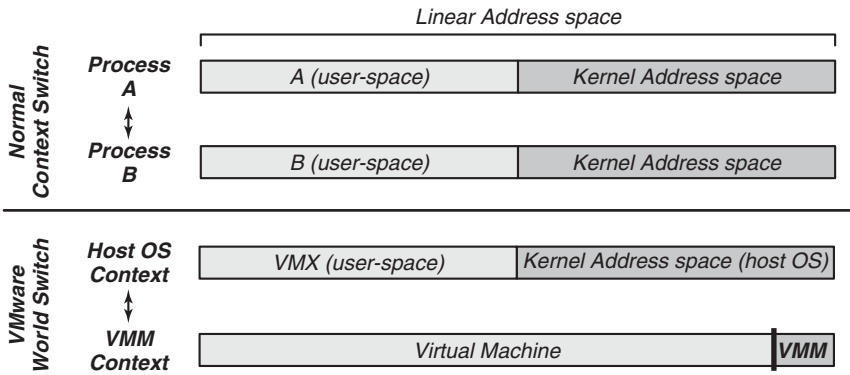 Linear Address space
Normal
Context Switch
Process
A
A (user-space)
Kernel Address space
Process
B
B (user-space)
Kernel Address space
VMware
World Switch
Host OS
Context
VMX (user-space)
Kernel Address space (host OS)
VMM
Context
Virtual Machine
VMM